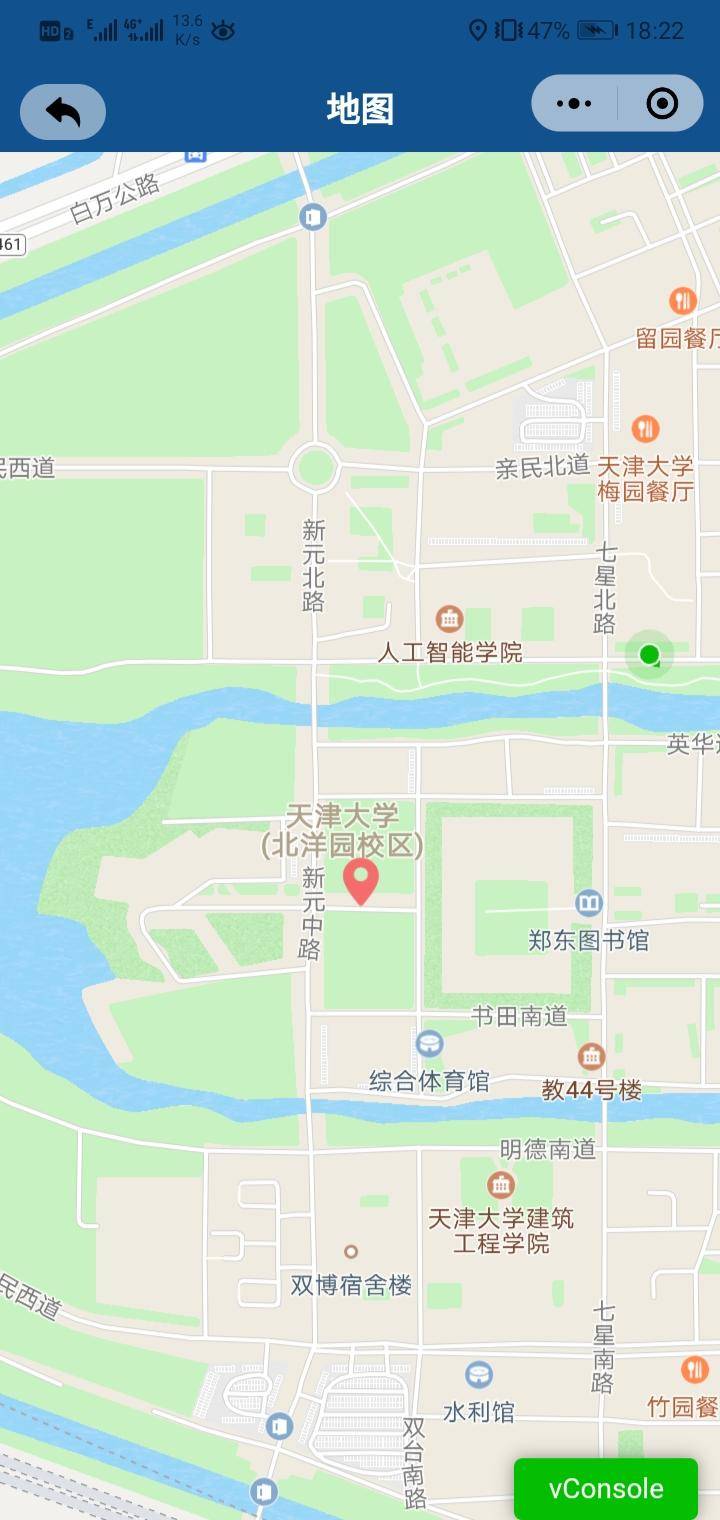 HD 2 E 4G+ 13.6 K/s 47% 18:22
地图
白万公路
461
留园餐厅
民西道
亲民北道
天津大学
梅园餐厅
新元北路
七星北路
人工智能学院
英华
天津大学
(北洋园校区)
新元中路
郑东图书馆
书田南道
综合体育馆
教44号楼
明德南道
天津大学建筑
工程学院
双博宿舍楼
民西道
七星南路
水利馆
竹园餐
双台南路
vConsole